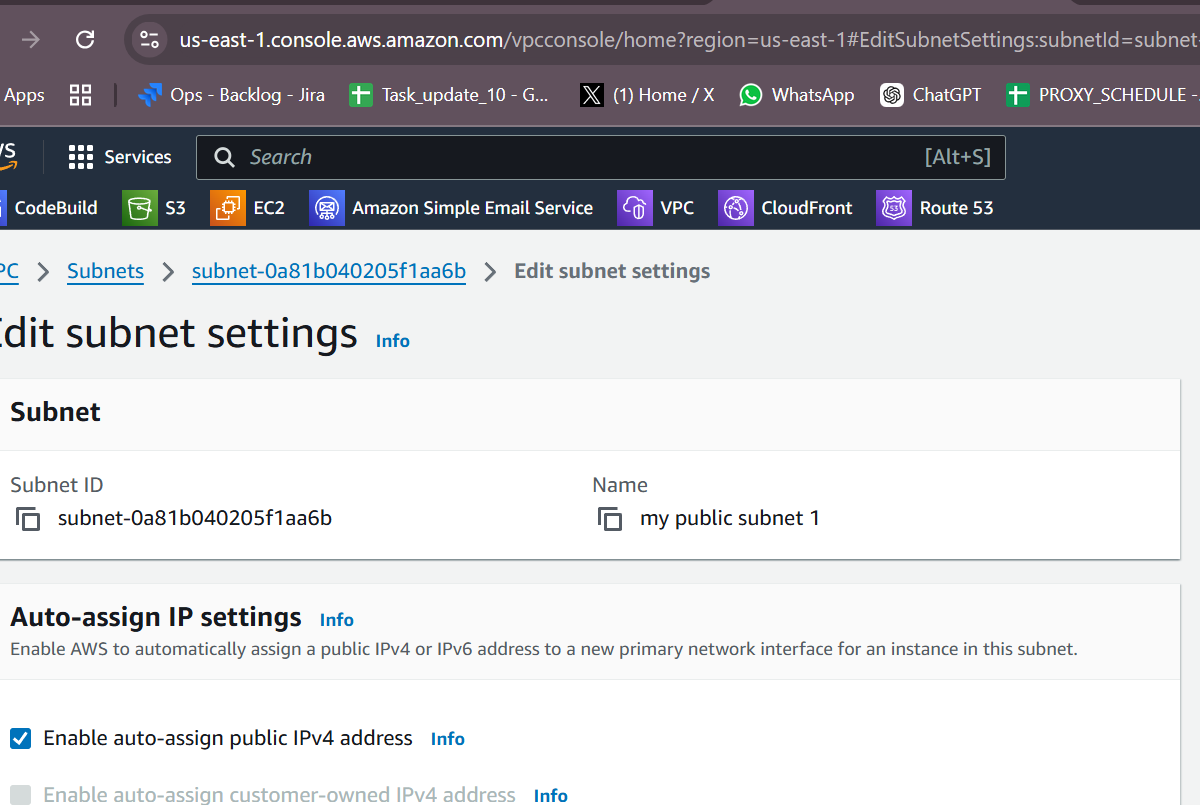 us-east-1.console.aws.amazon.com/vpcconsole/home?region=us-east-1#EditSubnetSettings:subnetId=subnet-
Apps Ops - Backlog - Jira Task_update_10 - G... (1) Home / X WhatsApp ChatGPT PROXY_SCHEDULE -
Services Search [Alt+S]
CodeBuild S3 EC2 Amazon Simple Email Service VPC CloudFront 53 Route 53
PC > Subnets > subnet-0a81b040205f1aa6b > Edit subnet settings
Edit subnet settings Info
Subnet
Subnet ID Name
subnet-0a81b040205f1aa6b my public subnet 1
Auto-assign IP settings Info
Enable AWS to automatically assign a public IPv4 or IPv6 address to a new primary network interface for an instance in this subnet.
Enable auto-assign public IPv4 address Info
Enable auto-assign customer-owned IPv4 address Info